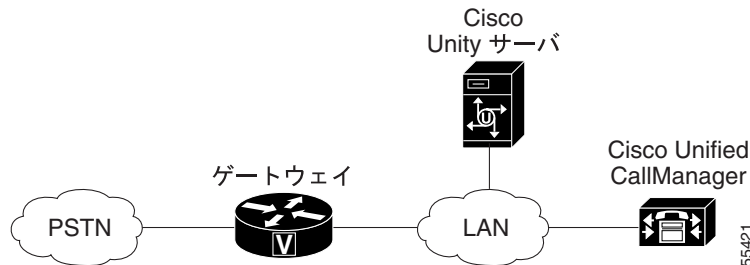 Cisco
Unity サーバ
Cisco Unified
CallManager
ゲートウェイ
PSTN
V
LAN
U
55421